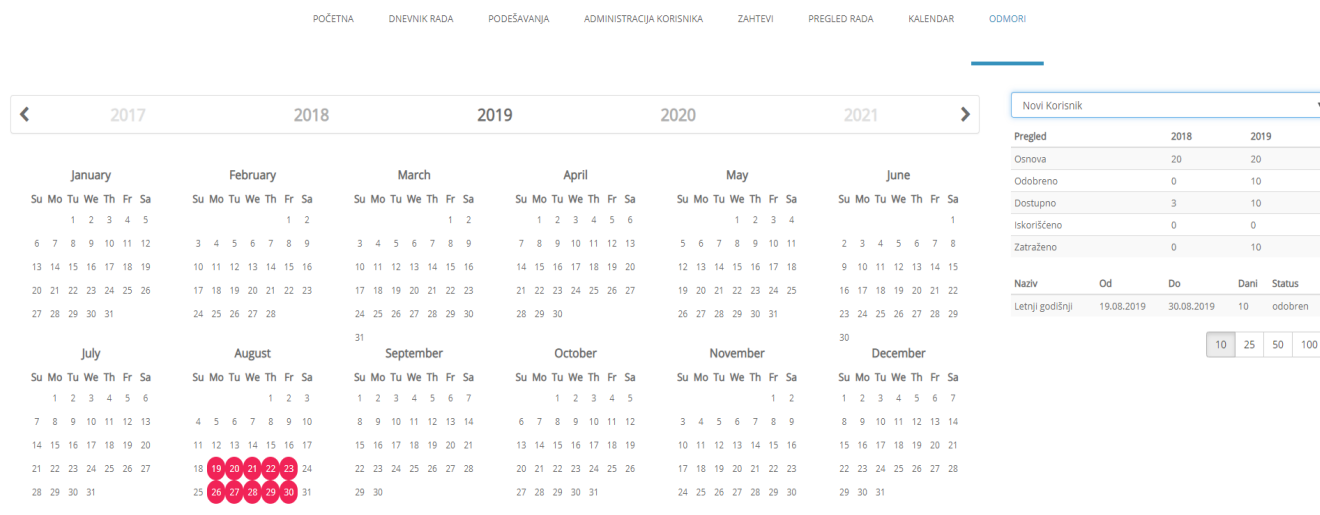 POČETNA DNEVNIK RADA PODEŠAVANJA ADMINISTRACIJA KORISNIKA ZAHTEVI PREGLED RADA KALENDAR ODMORI
2017 2018 2019 2020 2021
January February March April May June
Su Mo Tu We Th Fr Sa Su Mo Tu We Th Fr Sa Su Mo Tu We Th Fr Sa Su Mo Tu We Th Fr Sa Su Mo Tu We Th Fr Sa Su Mo Tu We Th Fr Sa
1 2 3 4 5 1 2 1 2 1 2 3 4 5 6 1 2 3 4 1
6 7 8 9 10 11 12 3 4 5 6 7 8 9 3 4 5 6 7 8 9 7 8 9 10 11 12 13 5 6 7 8 9 10 11 2 3 4 5 6 7 8
13 14 15 16 17 18 19 10 11 12 13 14 15 16 10 11 12 13 14 15 16 14 15 16 17 18 19 20 12 13 14 15 16 17 18 9 10 11 12 13 14 15
20 21 22 23 24 25 26 17 18 19 20 21 22 23 17 18 19 20 21 22 23 21 22 23 24 25 26 27 19 20 21 22 23 24 25 16 17 18 19 20 21 22
27 28 29 30 31 24 25 26 27 28 24 25 26 27 28 29 30 28 29 30 26 27 28 29 30 31 23 24 25 26 27 28 29
31 30
July August September October November December
Su Mo Tu We Th Fr Sa Su Mo Tu We Th Fr Sa Su Mo Tu We Th Fr Sa Su Mo Tu We Th Fr Sa Su Mo Tu We Th Fr Sa Su Mo Tu We Th Fr Sa
1 2 3 4 5 6 1 2 3 1 2 3 4 5 6 7 1 2 3 4 5 1 2 1 2 3 4 5 6 7
7 8 9 10 11 12 13 4 5 6 7 8 9 10 8 9 10 11 12 13 14 6 7 8 9 10 11 12 3 4 5 6 7 8 9 8 9 10 11 12 13 14
14 15 16 17 18 19 20 11 12 13 14 15 16 17 15 16 17 18 19 20 21 13 14 15 16 17 18 19 10 11 12 13 14 15 16 15 16 17 18 19 20 21
21 22 23 24 25 26 27 18 19 20 21 22 23 24 22 23 24 25 26 27 28 20 21 22 23 24 25 26 17 18 19 20 21 22 23 22 23 24 25 26 27 28
28 29 30 31 25 26 27 28 29 30 31 29 30 27 28 29 30 31 24 25 26 27 28 29 30 29 30 31
Novi Korisnik
Pregled 2018 2019
Osnova 20 20
Odobreno 0 10
Dostupno 3 10
Iskorišćeno 0 0
Zatraženo 0 10
Naziv Od Do Dani Status
Letnji godišnji 19.08.2019 30.08.2019 10 odobren
10 25 50 100